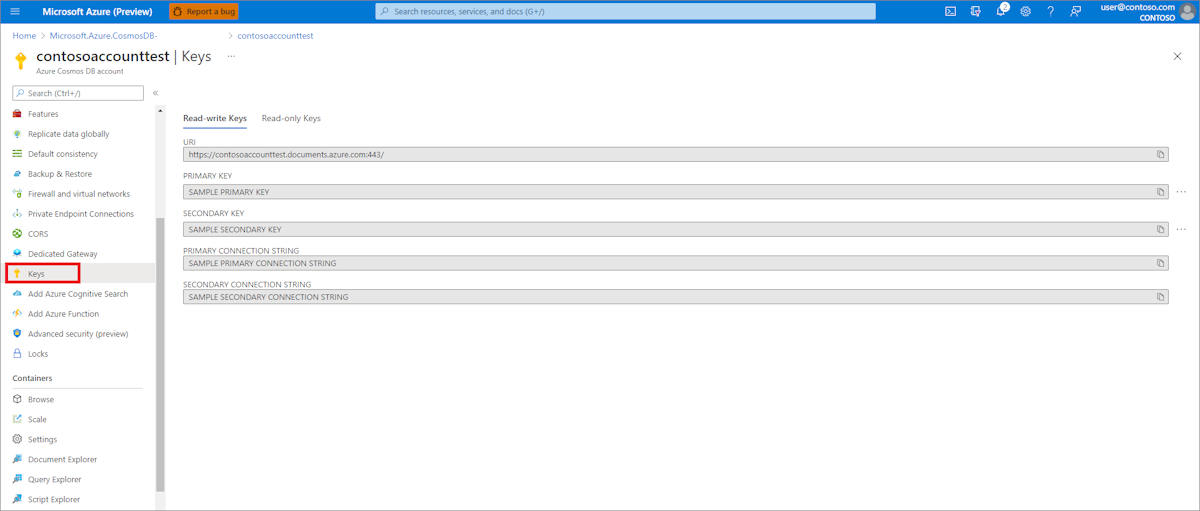 Microsoft Azure (Preview)
Report a bug
Search resources, services, and docs (G+/)
2
user@contoso.com
CONTOSO
Home > Microsoft.Azure.CosmosDB- > contosoaccounttest
contosoaccounttest | Keys ...
Azure Cosmos DB account
Search (Ctrl+/)
Features
Replicate data globally
Default consistency
Backup & Restore
Firewall and virtual networks
Private Endpoint Connections
CORS
Dedicated Gateway
Keys
Add Azure Cognitive Search
Add Azure Function
Advanced security (preview)
Locks
Containers
Browse
Scale
Settings
Document Explorer
Query Explorer
Script Explorer
Read-write Keys
Read-only Keys
URI
https://contosoaccounttest.documents.azure.com:443/
PRIMARY KEY
SAMPLE PRIMARY KEY
SECONDARY KEY
SAMPLE SECONDARY KEY
PRIMARY CONNECTION STRING
SAMPLE PRIMARY CONNECTION STRING
SECONDARY CONNECTION STRING
SAMPLE SECONDARY CONNECTION STRING